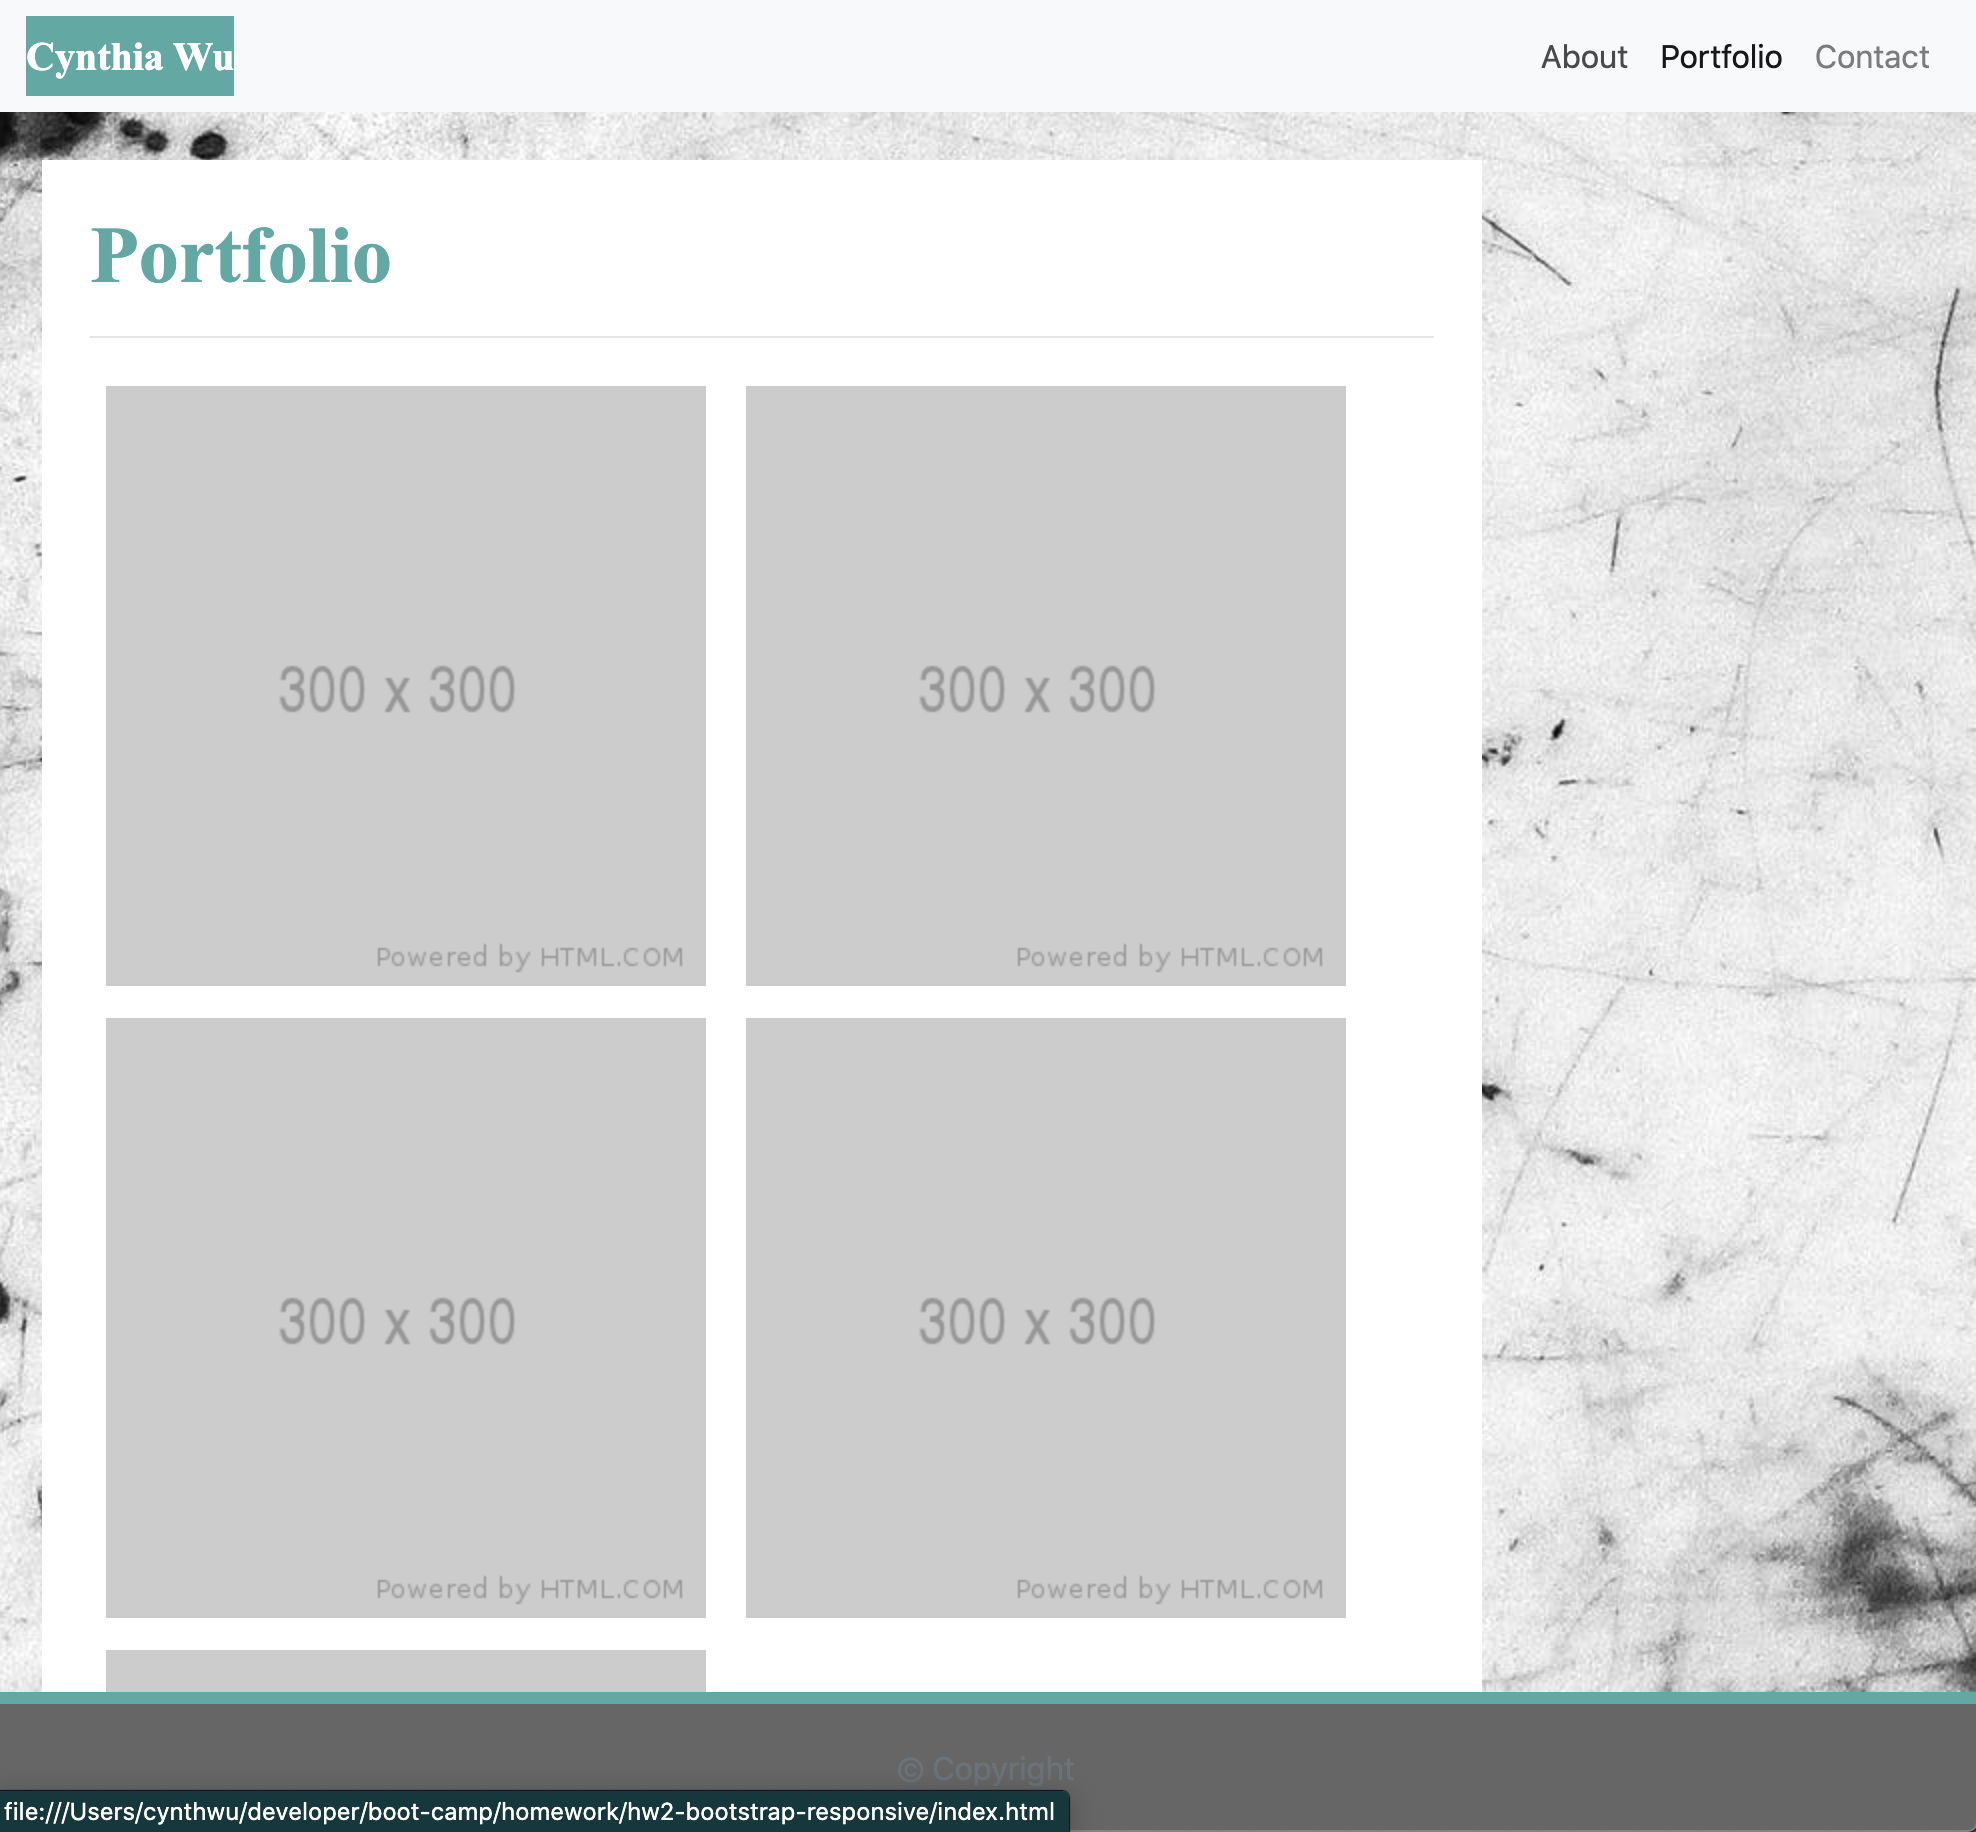 Cynthia Wu
About Portfolio Contact
Portfolio
300 x 300
Powered by HTML.COM
300 x 300
Powered by HTML.COM
300 x 300
Powered by HTML.COM
300 x 300
Powered by HTML.COM
© Copyright
file:///Users/cynthwu/developer/boot-camp/homework/hw2-bootstrap-responsive/index.html